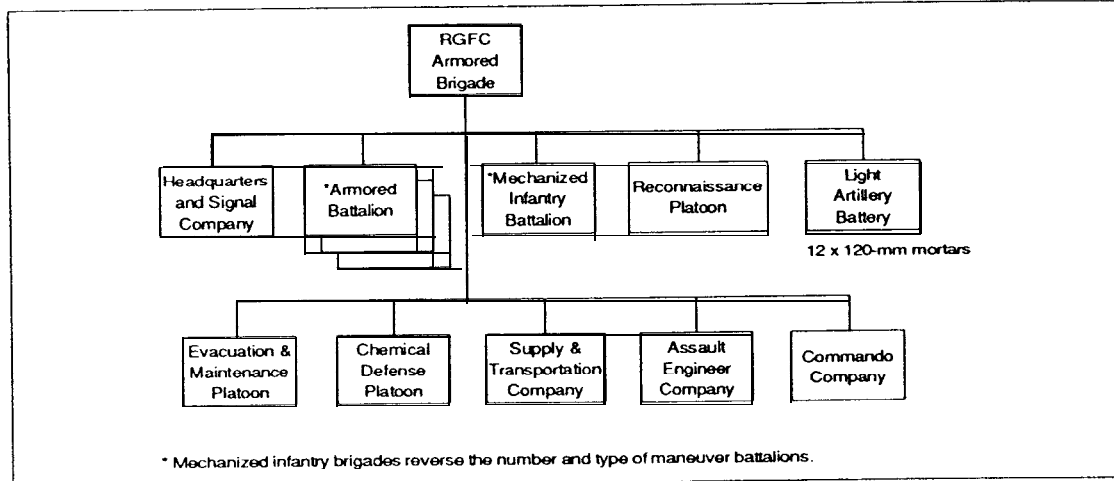 RGFC
Armored
Brigade
Headquarters
and Signal
Company
*Armored
Battalion
*Mechanized
Infantry
Battalion
Reconnaissance
Platoon
Light
Artillery
Battery
12 x 120-mm mortars
Evacuation &
Maintenance
Platoon
Chemical
Defense
Platoon
Supply &
Transportation
Company
Assault
Engineer
Company
Commando
Company
* Mechanized infantry brigades reverse the number and type of maneuver battalions.